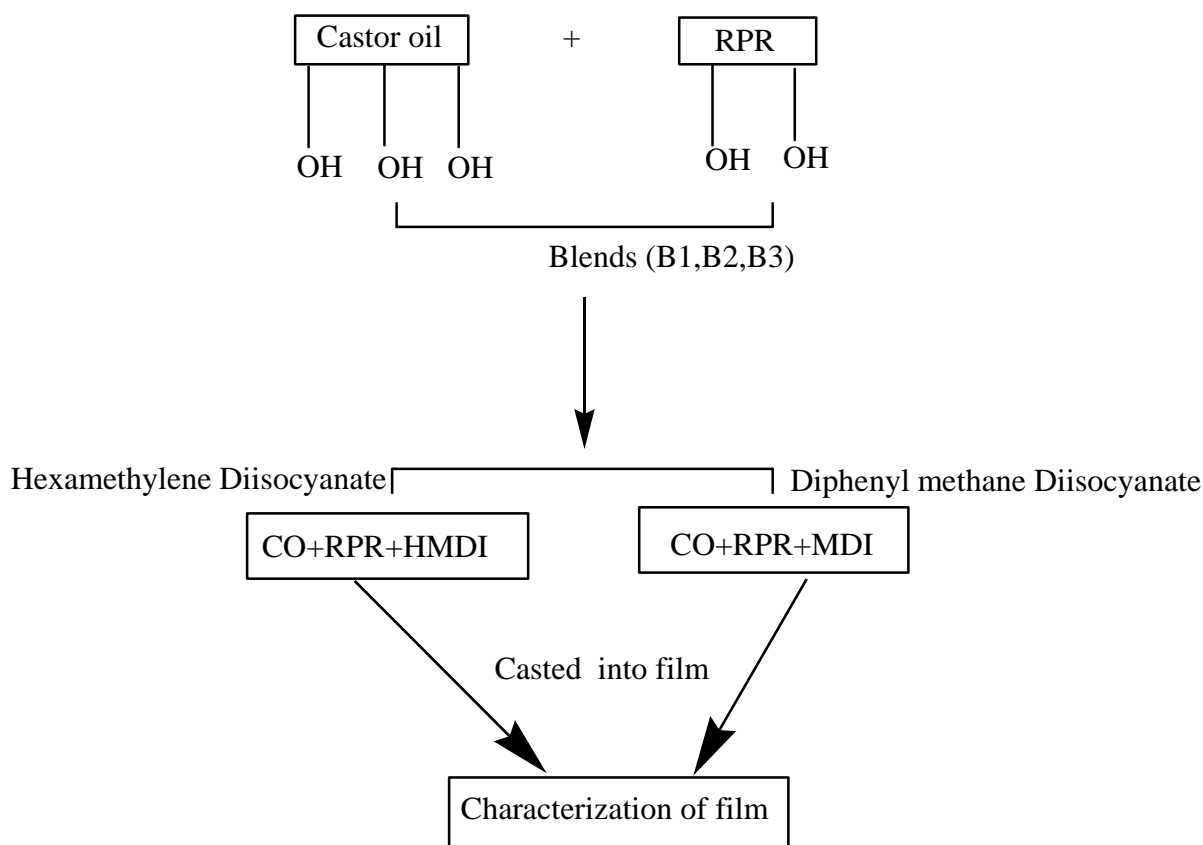 Castor oil + RPR
OH OH OH OH OH
Blends (B1,B2,B3)
Hexamethylene Diisocyanate Diphenyl methane Diisocyanate
CO+RPR+HMDI CO+RPR+MDI
Casted into film
Characterization of film